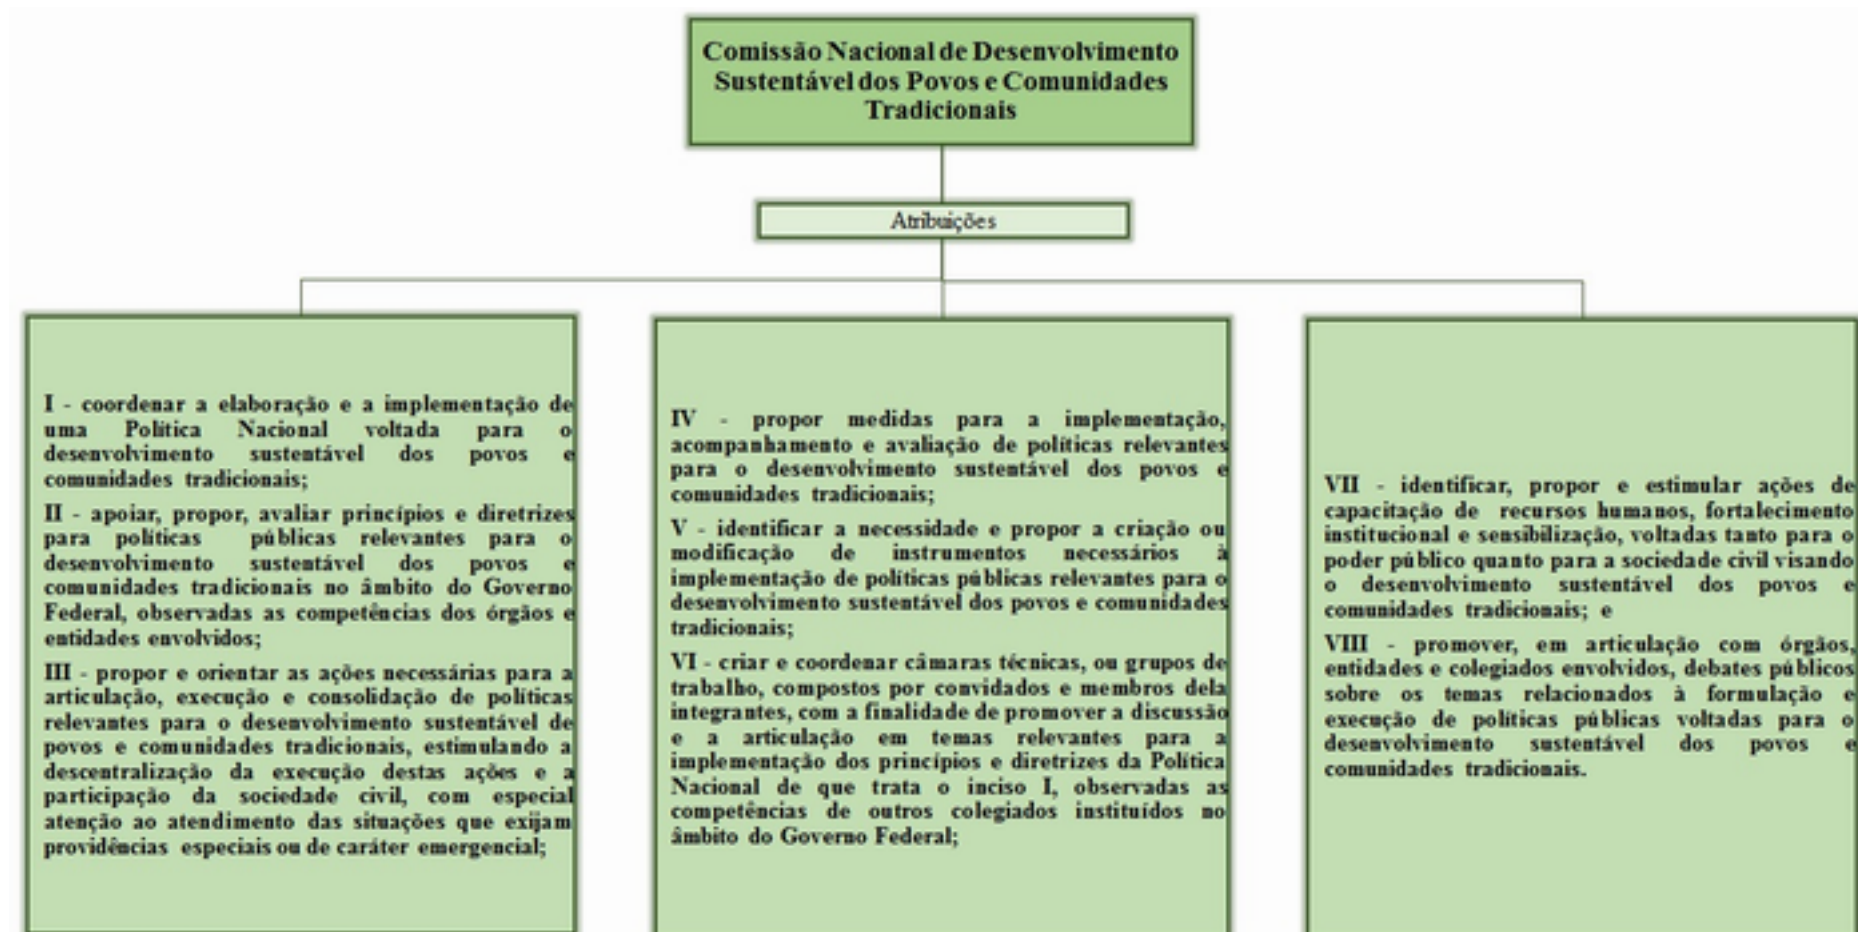 Comissão Nacional de Desenvolvimento
Sustentável dos Povos e Comunidades
Tradicionais
Atribuições
I - coordenar a elaboração e a implementação de
uma Política Nacional voltada para o
desenvolvimento sustentável dos povos e
comunidades tradicionais;
II - apoiar, propor, avaliar princípios e diretrizes
para políticas públicas relevantes para o
desenvolvimento sustentável dos povos e
comunidades tradicionais no âmbito do Governo
Federal, observadas as competências dos órgãos e
entidades envolvidos;
III - propor e orientar as ações necessárias para a
articulação, execução e consolidação de políticas
relevantes para o desenvolvimento sustentável de
povos e comunidades tradicionais, estimulando a
descentralização da execução destas ações e a
participação da sociedade civil, com especial
atenção ao atendimento das situações que exijam
providências especiais ou de caráter emergencial;
IV - propor medidas para a implementação,
acompanhamento e avaliação de políticas relevantes
para o desenvolvimento sustentável dos povos e
comunidades tradicionais;
V - identificar a necessidade e propor a criação ou
modificação de instrumentos necessários à
implementação de políticas públicas relevantes para o
desenvolvimento sustentável dos povos e comunidades
tradicionais;
VI - criar e coordenar câmaras técnicas, ou grupos de
trabalho, compostos por convidados e membros dela
integrantes, com a finalidade de promover a discussão
e a articulação em temas relevantes para a
implementação dos princípios e diretrizes da Política
Nacional de que trata o inciso I, observadas as
competências de outros colegiados instituídos no
âmbito do Governo Federal;
VII - identificar, propor e estimular ações de
capacitação de recursos humanos, fortalecimento
institucional e sensibilização, voltadas tanto para o
poder público quanto para a sociedade civil visando
o desenvolvimento sustentável dos povos e
comunidades tradicionais; e
VIII - promover, em articulação com órgãos,
entidades e colegiados envolvidos, debates públicos
sobre os temas relacionados à formulação e
execução de políticas públicas voltadas para o
desenvolvimento sustentável dos povos e
comunidades tradicionais.